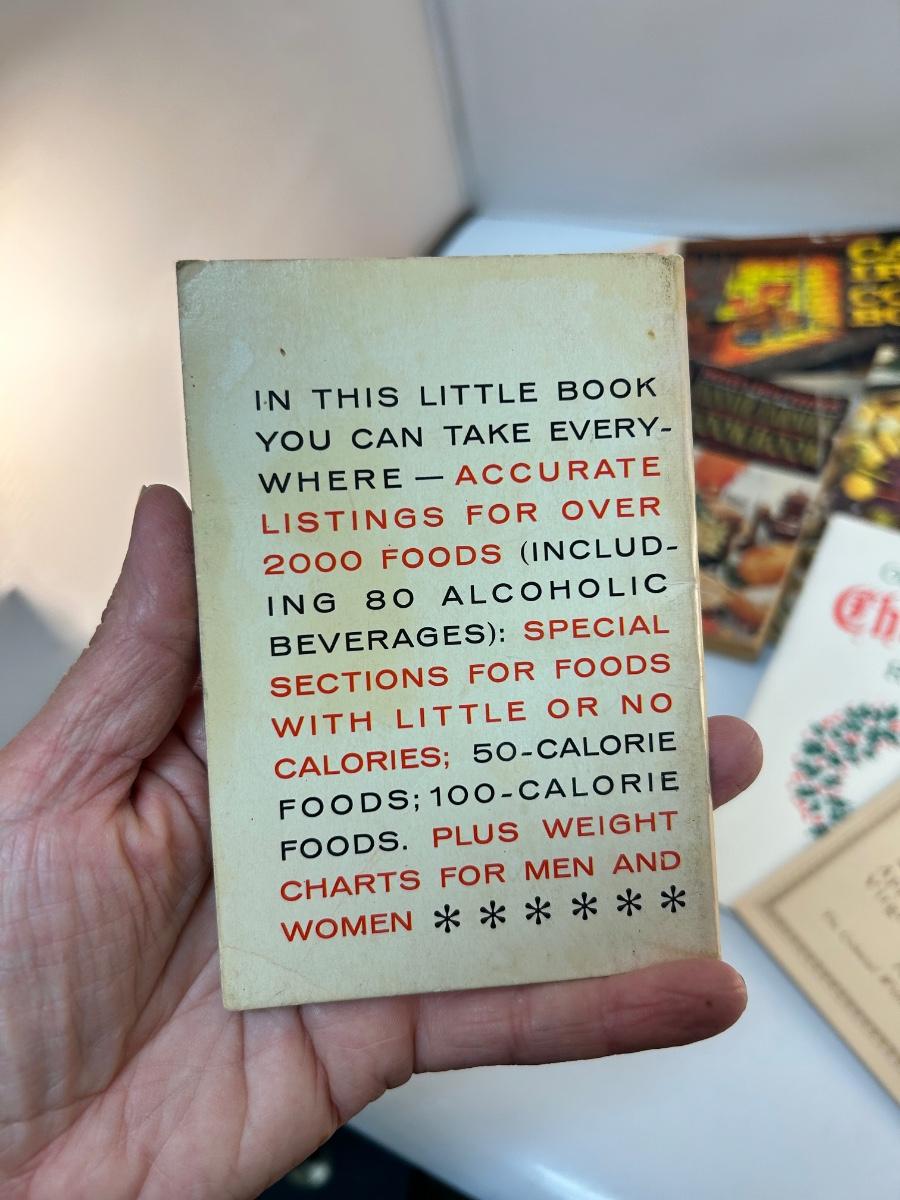 IN THIS LITTLE BOOK
YOU CAN TAKE EVERY-
WHERE — ACCURATE
LISTINGS FOR OVER
2000 FOODS (INCLUD-
ING 80 ALCOHOLIC
BEVERAGES): SPECIAL
SECTIONS FOR FOODS
WITH LITTLE OR NO
CALORIES; 50-CALORIE
FOODS; 100-CALORIE
FOODS. PLUS WEIGHT
CHARTS FOR MEN AND
WOMEN ✻ ✻ ✻ ✻ ✻ ✻